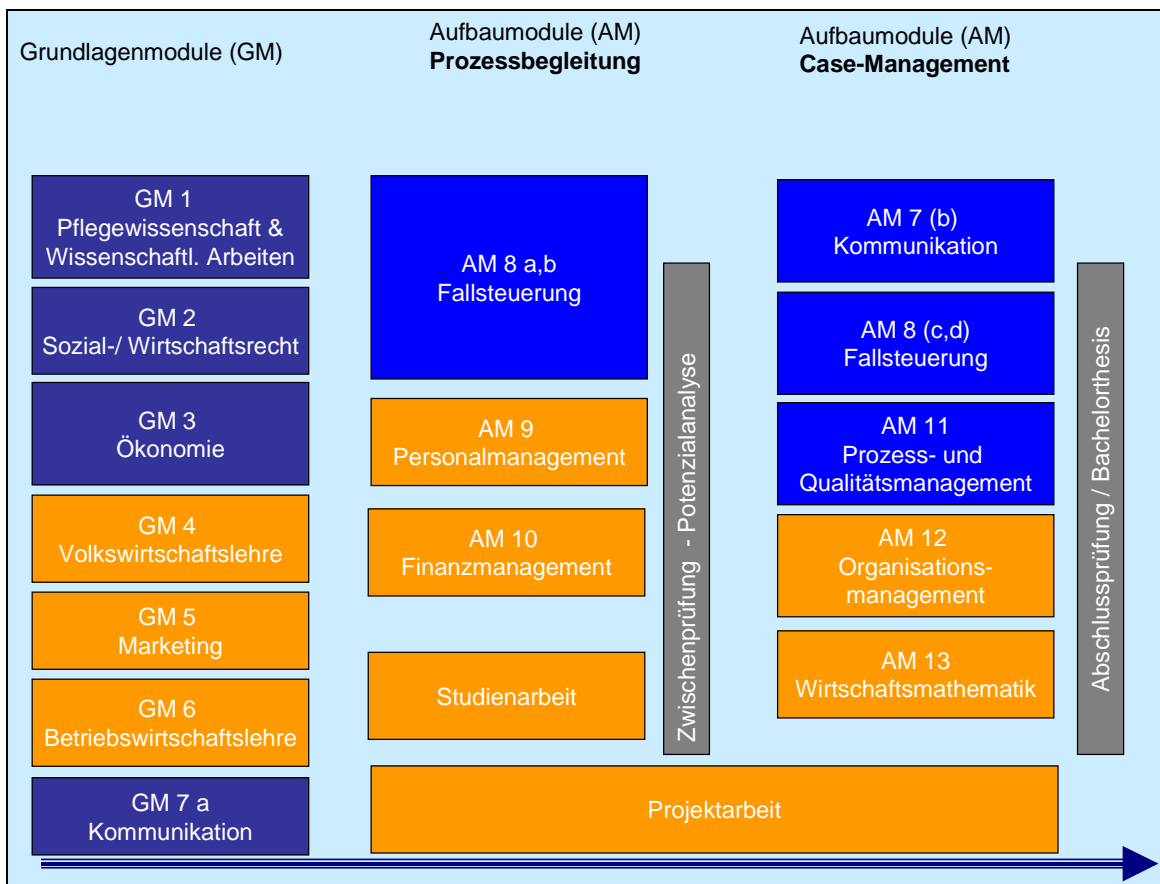 Grundlagenmodule (GM)
Aufbaumodule (AM)
Prozessbegleitung
Aufbaumodule (AM)
Case-Management
GM 1
Pflegewissenschaft &
Wissenschaftl. Arbeiten
GM 2
Sozial-/ Wirtschaftsrecht
GM 3
Ökonomie
GM 4
Volkswirtschaftslehre
GM 5
Marketing
GM 6
Betriebswirtschaftslehre
GM 7 a
Kommunikation
AM 8 a,b
Fallsteuerung
AM 9
Personalmanagement
AM 10
Finanzmanagement
Studienarbeit
Zwischenprüfung - Potenzialanalyse
AM 7 (b)
Kommunikation
AM 8 (c,d)
Fallsteuerung
AM 11
Prozess- und
Qualitätsmanagement
AM 12
Organisations-
management
AM 13
Wirtschaftsmathematik
Abschlussprüfung / Bachelorthesis
Projektarbeit